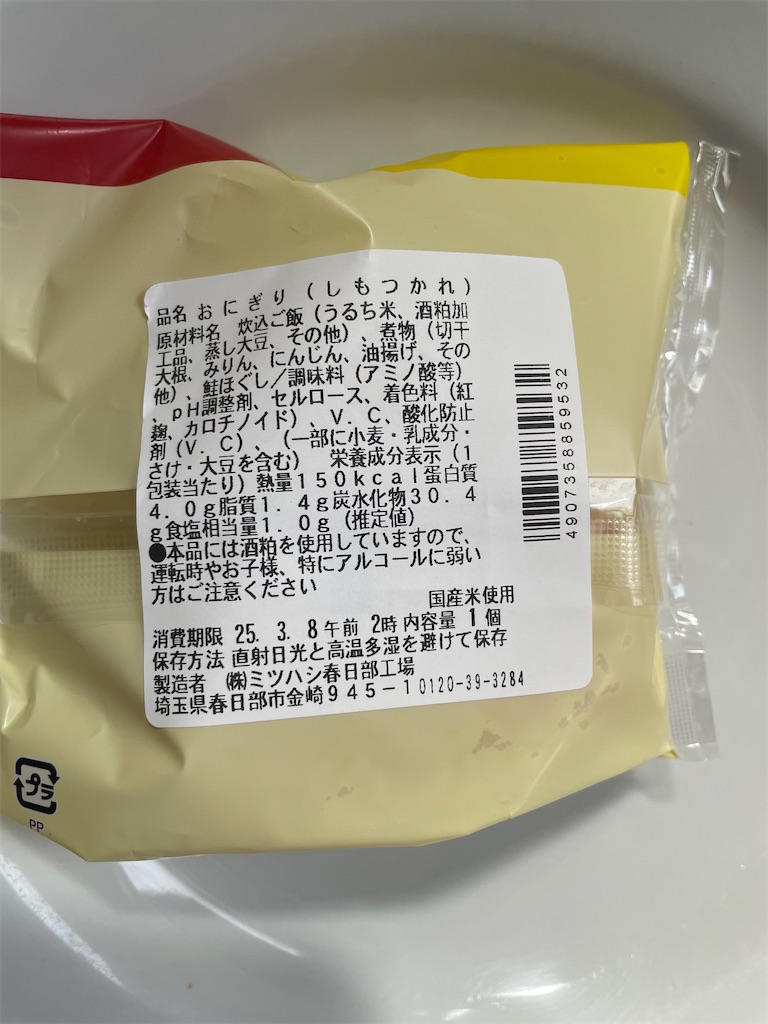 品名 おにぎり(しもつかれ)
原材料名 炊込ご飯(うるち米、酒粕加
工品、蒸し大豆、その他)、煮物(切干
大根、みりん、にんじん、油揚げ、その
他)、鮭ほぐし/調味料(アミノ酸等)
、pH調整剤、セルロース、着色料(紅
麹、カロチノイド)、V.C、酸化防止
剤(V.C)、(一部に小麦・乳成分・
さけ・大豆を含む) 栄養成分表示(1
包装当たり)熱量150kcal蛋白質
4.0g脂質1.4g炭水化物30.4
g食塩相当量1.0g(推定値)
●本品には酒粕を使用していますので、
運転時やお子様、特にアルコールに弱い
方はご注意ください
国産米使用
消費期限 25. 3. 8午前 2時 内容量 1個
保存方法 直射日光と高温多湿を避けて保存
製造者 (株)ミツハシ春日部工場
埼玉県春日部市金崎945-1 0120-39-3284
4907358859532
プラ
PP